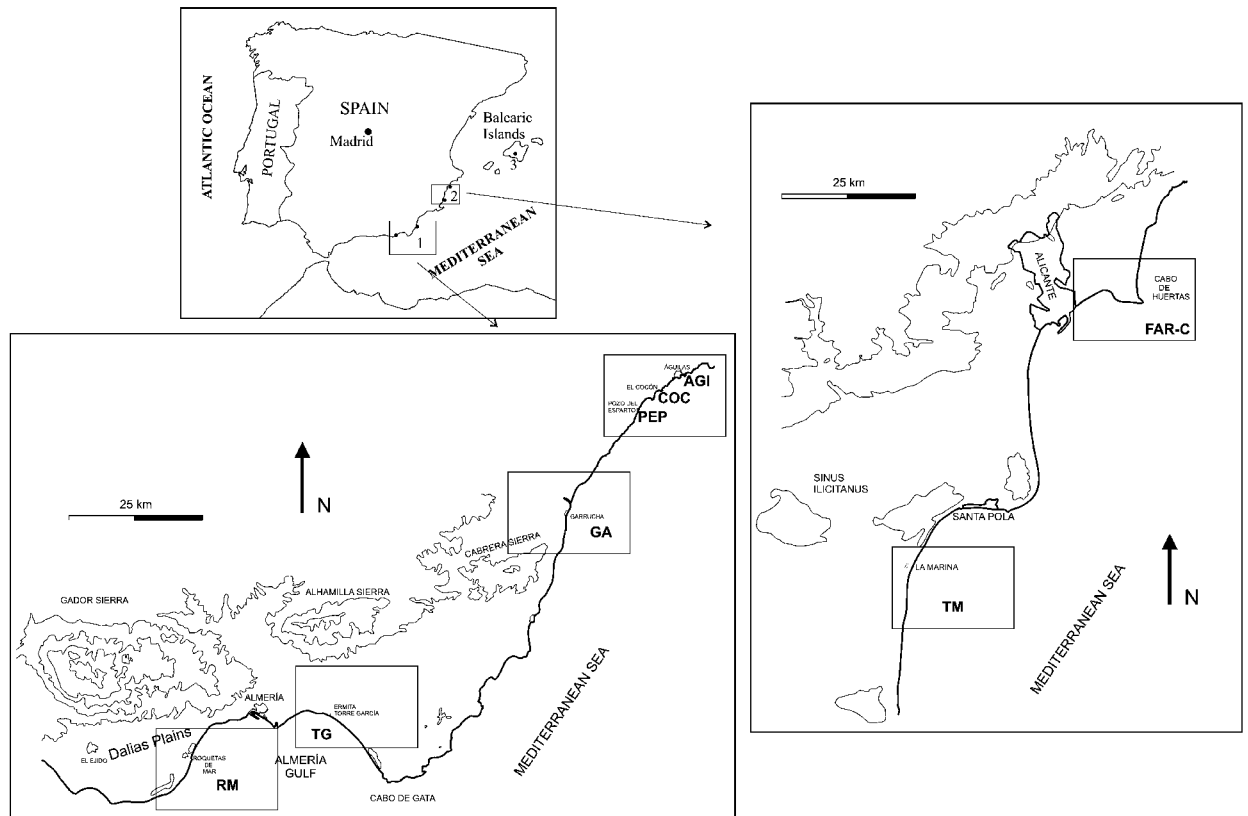 ATLANTIC OCEAN
PORTUGAL
SPAIN
Madrid
Balearic
Islands
3
2
1
MEDITERRANEAN
SEA
25 km
ALICANTE
CABO
DE
HUERTAS
FAR-C
SINUS
ILICITANUS
SANTA POLA
LA MARINA
TM
N
MEDITERRANEAN SEA
ÁGUILAS
AGI
EL COCÓN
COC
POZO DEL
ESPARTO
PEP
N
25 km
GARRUCHA
GA
CABRERA SIERRA
ALHAMILLA SIERRA
GADOR SIERRA
ALMERÍA
ERMITA
TORRE GARCÍA
TG
Dalias Plains
EL EJIDO
ROQUETAS
DE
MAR
RM
ALMERÍA
GULF
CABO DE GATA
MEDITERRANEAN SEA